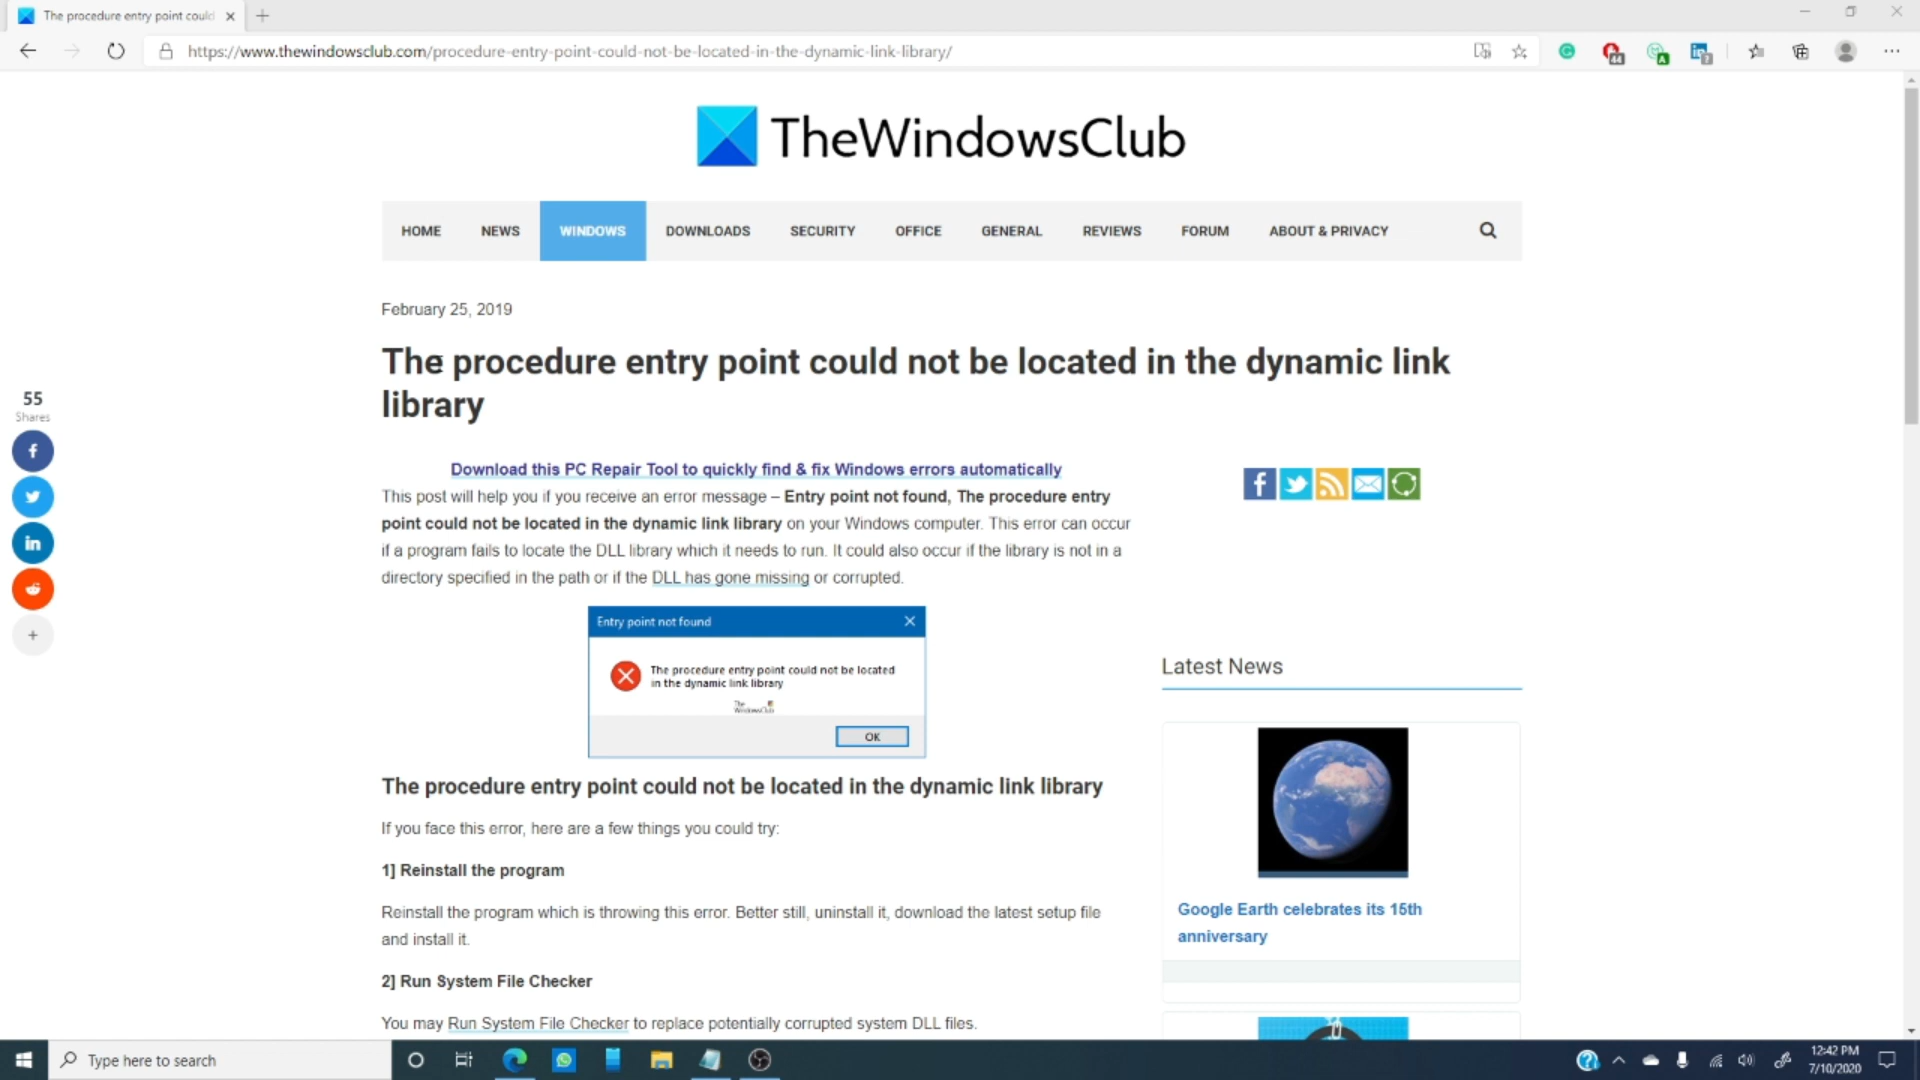 The procedure entry point could
https://www.thewindowsclub.com/procedure-entry-point-could-not-be-located-in-the-dynamic-link-library/
44
A
7
TheWindowsClub
HOME NEWS WINDOWS DOWNLOADS SECURITY OFFICE GENERAL REVIEWS FORUM ABOUT & PRIVACY
February 25, 2019
The procedure entry point could not be located in the dynamic link
library
55
Shares
Download this PC Repair Tool to quickly find & fix Windows errors automatically
This post will help you if you receive an error message – Entry point not found, The procedure entry
point could not be located in the dynamic link library on your Windows computer. This error can occur
if a program fails to locate the DLL library which it needs to run. It could also occur if the library is not in a
directory specified in the path or if the DLL has gone missing or corrupted.
Entry point not found
The procedure entry point could not be located
in the dynamic link library
The
WindowsClub
OK
The procedure entry point could not be located in the dynamic link library
If you face this error, here are a few things you could try:
1] Reinstall the program
Reinstall the program which is throwing this error. Better still, uninstall it, download the latest setup file
and install it.
2] Run System File Checker
You may Run System File Checker to replace potentially corrupted system DLL files.
Latest News
Google Earth celebrates its 15th
anniversary
Type here to search
12:42 PM
7/10/2020